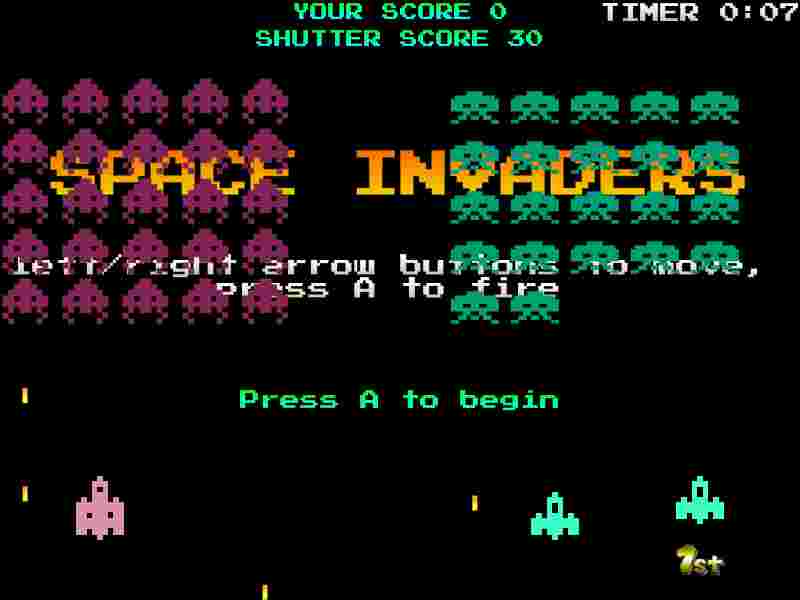 YOUR SCORE 0
TIMER 0:07
SHUTTER SCORE 30
SPACE INVADERS
left/right arrow buttons to move,
press A to fire
Press A to begin
1st